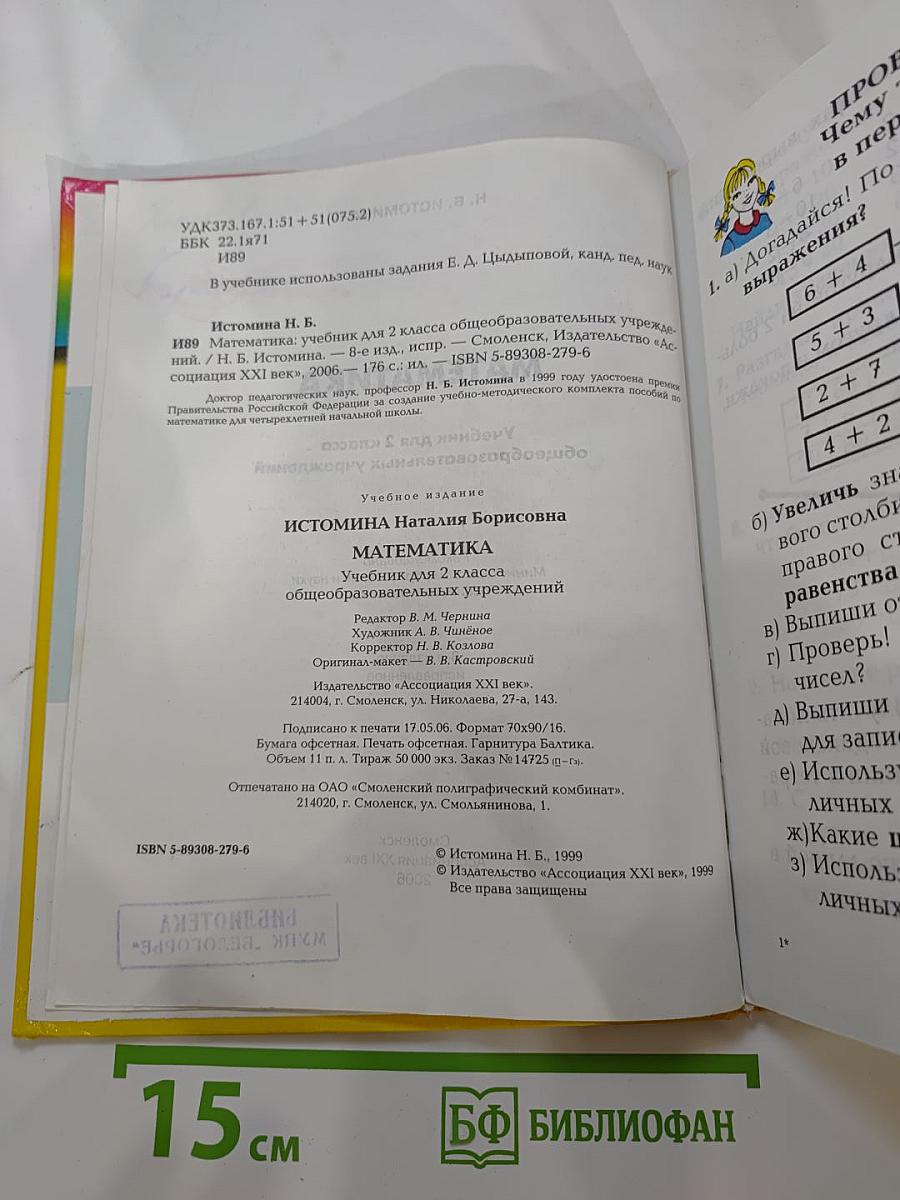 УДК373.167.1:51 + 51(075.2)
ББК 22.1я71
И89
В учебнике использованы задания Е. Д. Цыдыповой, канд. пед. наук
Истомина Н. Б.
И89 Математика: учебник для 2 класса общеобразовательных учрежде-
ний. / Н. Б. Истомина. — 8-е изд., испр. — Смоленск, Издательство «Ас-
социация XXI век», 2006.— 176 с.: ил. — ISBN 5-89308-279-6
Доктор педагогических наук, профессор Н. Б. Истомина в 1999 году удостоена премии
Правительства Российской Федерации за создание учебно-методического комплекта пособий по
математике для четырехлетней начальной школы.
Учебное издание
ИСТОМИНА Наталия Борисовна
МАТЕМАТИКА
Учебник для 2 класса
общеобразовательных учреждений
Редактор В. М. Чернина
Художник А. В. Чинёное
Корректор Н. В. Козлова
Оригинал-макет — В. В. Кастровский
Издательство «Ассоциация XXI век».
214004, г. Смоленск, ул. Николаева, 27-а, 143.
Подписано к печати 17.05.06. Формат 70х90/16.
Бумага офсетная. Печать офсетная. Гарнитура Балтика.
Объем 11 п. л. Тираж 50 000 экз. Заказ №14725 (п–гз).
Отпечатано на ОАО «Смоленский полиграфический комбинат».
214020, г. Смоленск, ул. Смольянинова, 1.
ISBN 5-89308-279-6
© Истомина Н. Б., 1999
© Издательство «Ассоциация XXI век», 1999
Все права защищены
БИБЛИОТЕКА
МУПК „БЕЛОГОРЬЕ"
Чему
в пер
1. а) Догадайся! По
выражения?
6 + 4
5 + 3
2 + 7
4 + 2
б) Увеличь зна
вого столби
правого ст
равенства
в) Выпиши от
г) Проверь!
чисел?
д) Выпиши
для запис
е) Использу
личных
ж)Какие
з) Исполь
личных
1*
15 см
БФ БИБЛИОФАН